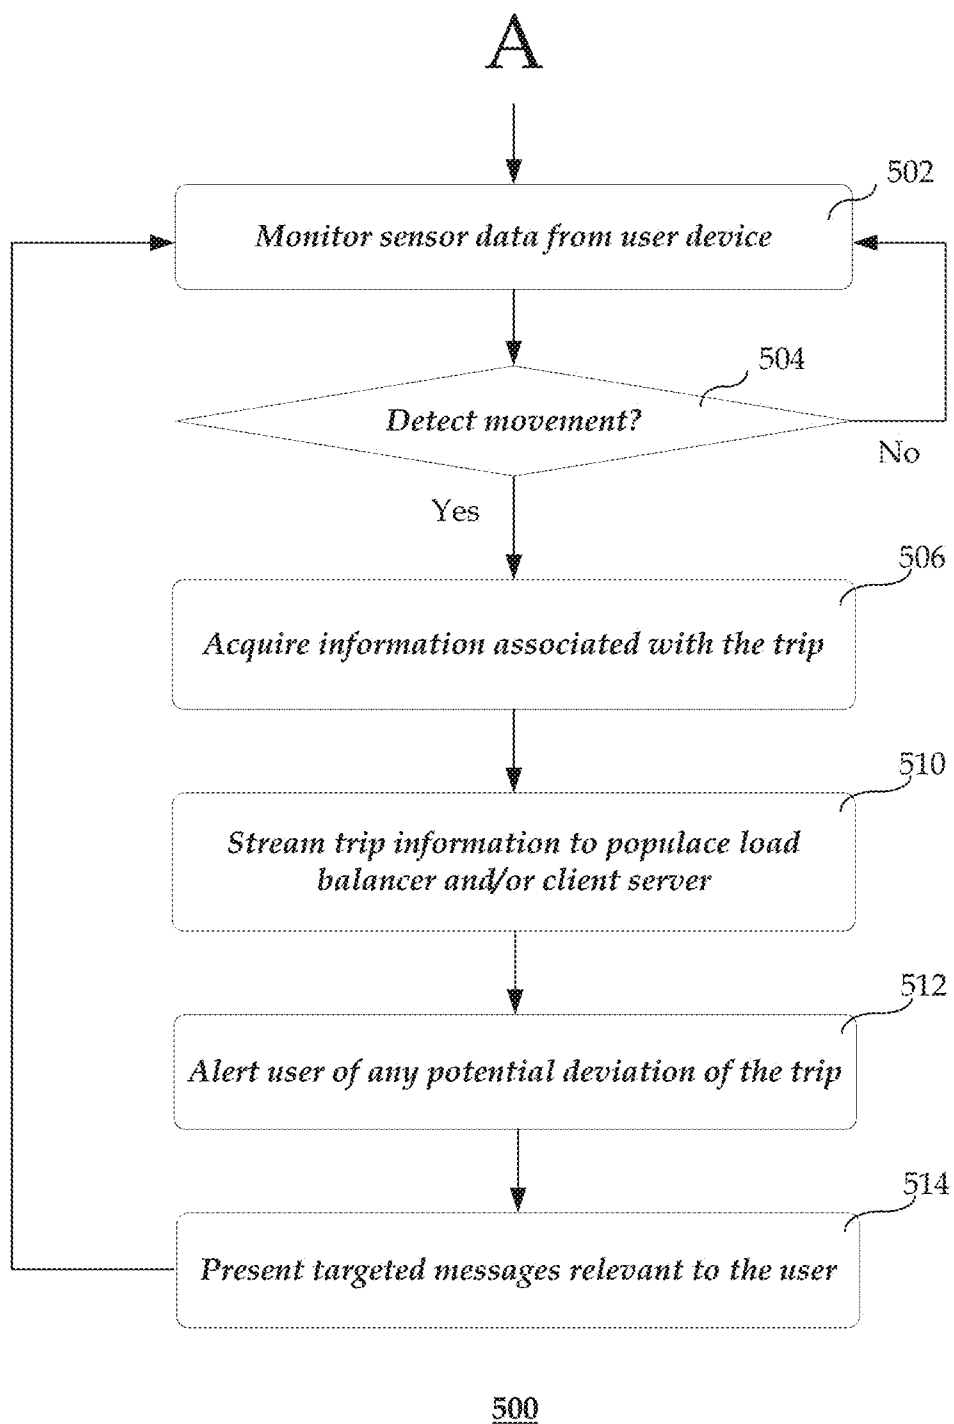 A
502
Monitor sensor data from user device
504
Detect movement?
No
Yes
506
Acquire information associated with the trip
510
Stream trip information to populace load
balancer and/or client server
512
Alert user of any potential deviation of the trip
514
Present targeted messages relevant to the user
500